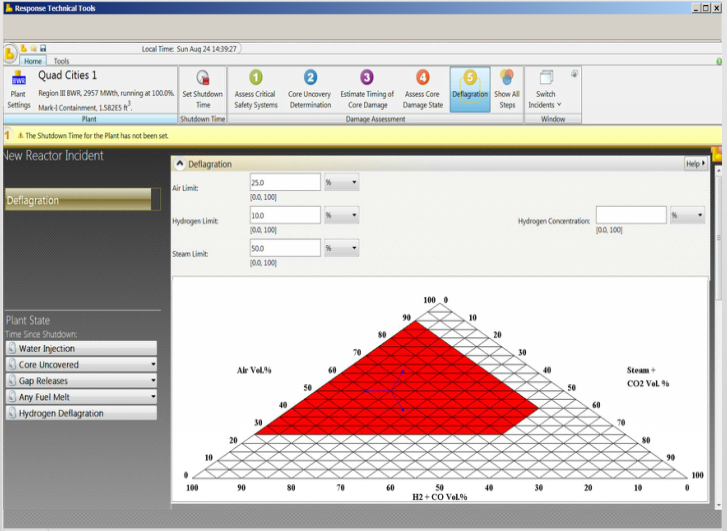 Response Technical Tools
Local Time: Sun Aug 24 14:39:27
Home Tools
BWR
Plant
Settings
Quad Cities 1
Region III BWR, 2957 MWth, running at 100.0%.
Mark-I Containment, 1.582E5 ft³.
Plant
Set Shutdown
Time
Shutdown Time
1
Assess Critical
Safety Systems
2
Core Uncovery
Determination
3
Estimate Timing of
Core Damage
4
Assess Core
Damage State
5
Deflagration
Show All
Steps
Damage Assessment
Switch
Incidents
Window
1 The Shutdown Time for the Plant has not been set.
New Reactor Incident
Deflagration
Plant State
Time Since Shutdown:
Water Injection
Core Uncovered
Gap Releases
Any Fuel Melt
Hydrogen Deflagration
Deflagration
Help
Air Limit: 25.0 %
[0.0, 100]
Hydrogen Limit: 10.0 %
[0.0, 100]
Hydrogen Concentration: %
[0.0, 100]
Steam Limit: 50.0 %
[0.0, 100]
100 0
90 10
80 20
70 30
60 40
Air Vol.%
Steam +
CO2 Vol. %
50 50
40 60
30 70
20 80
10 90
0 100
100 90 80 70 60 50 40 30 20 10 0
H2 + CO Vol.%